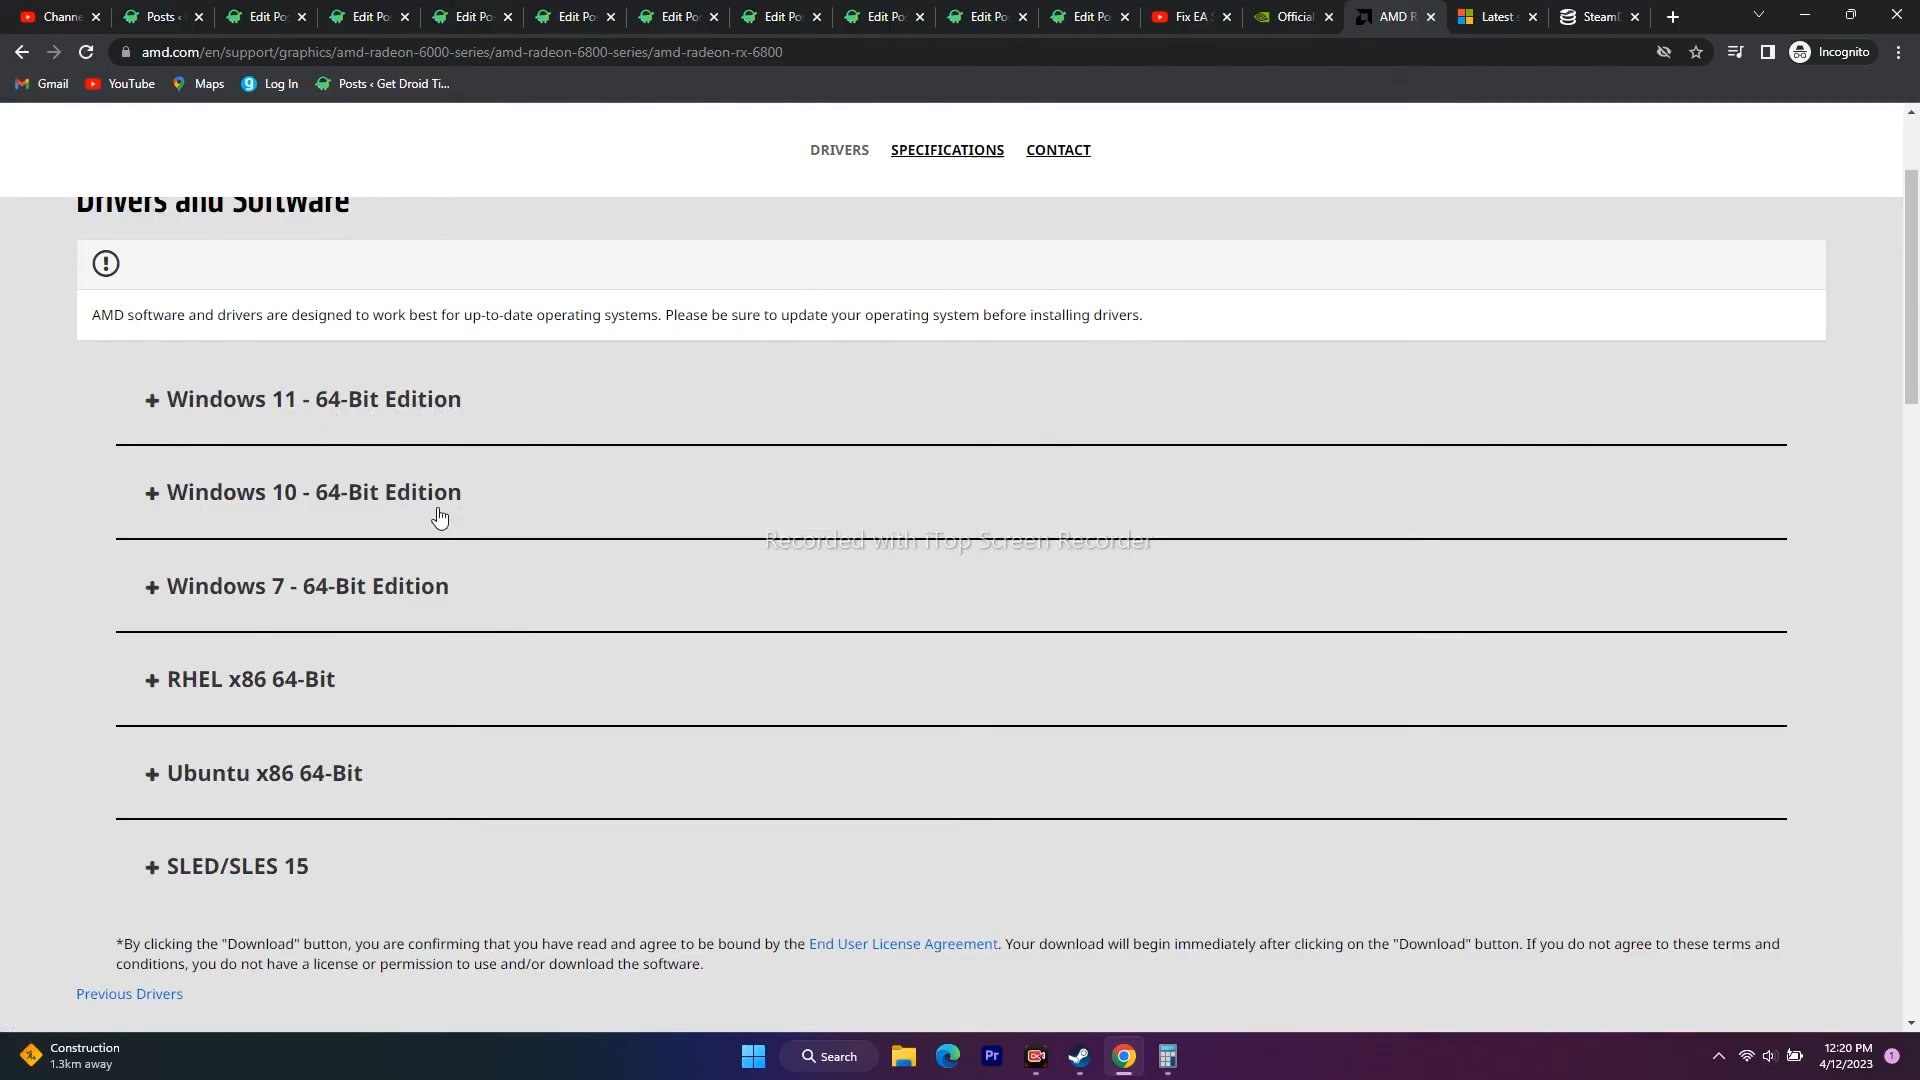 Channe
Posts ‹
Edit Po
Edit Po
Edit Po
Edit Po
Edit Po
Edit Po
Edit Po
Edit Po
Edit Po
Fix EA S
Official
AMD R
Latest s
SteamD
amd.com/en/support/graphics/amd-radeon-6000-series/amd-radeon-6800-series/amd-radeon-rx-6800
Incognito
Gmail
YouTube
Maps
Log In
Posts ‹ Get Droid Ti...
DRIVERS SPECIFICATIONS CONTACT
Drivers and Software
AMD software and drivers are designed to work best for up-to-date operating systems. Please be sure to update your operating system before installing drivers.
+ Windows 11 - 64-Bit Edition
+ Windows 10 - 64-Bit Edition
Recorded with iTop Screen Recorder
+ Windows 7 - 64-Bit Edition
+ RHEL x86 64-Bit
+ Ubuntu x86 64-Bit
+ SLED/SLES 15
*By clicking the "Download" button, you are confirming that you have read and agree to be bound by the End User License Agreement. Your download will begin immediately after clicking on the "Download" button. If you do not agree to these terms and
conditions, you do not have a license or permission to use and/or download the software.
Previous Drivers
Construction
1.3km away
Search
Pr
12:20 PM
4/12/2023
1